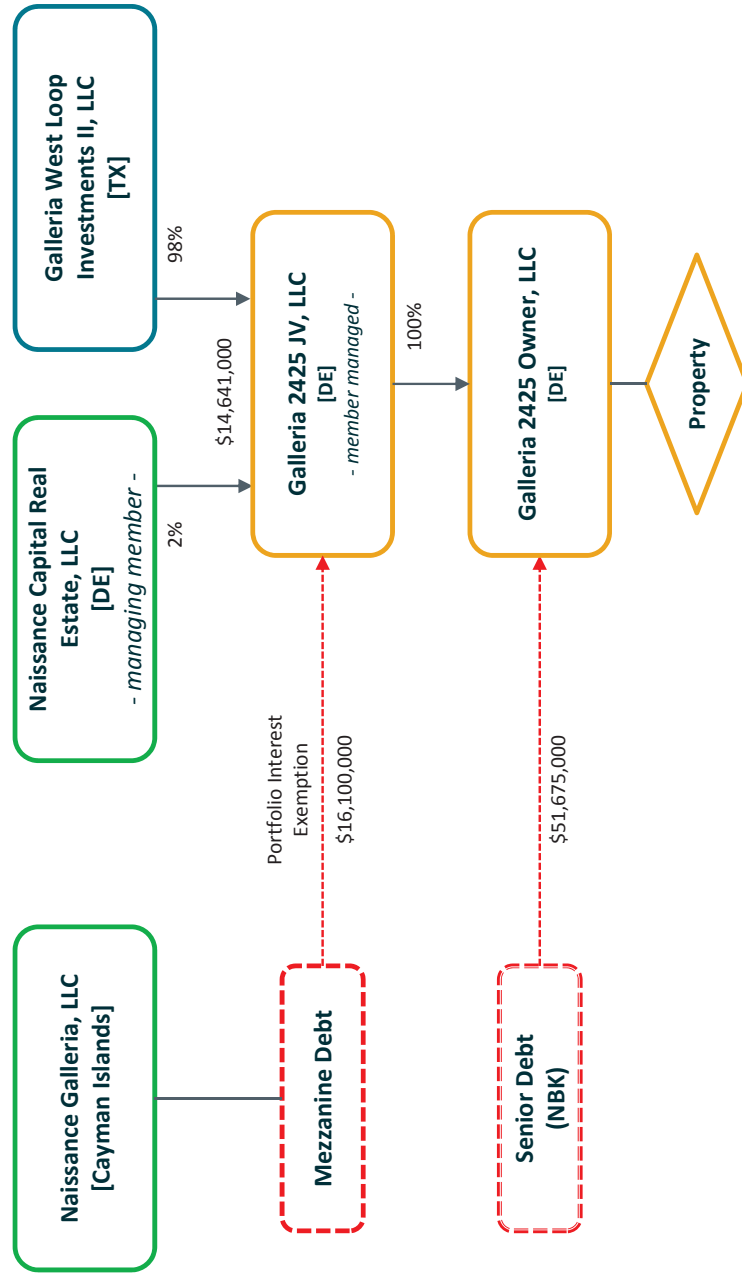 Naissance Galleria, LLC
[Cayman Islands]
Naissance Capital Real
Estate, LLC
[DE]
- managing member -
Galleria West Loop
Investments II, LLC
[TX]
2%
98%
$14,641,000
Portfolio Interest
Exemption
$16,100,000
Mezzanine Debt
Galleria 2425 JV, LLC
[DE]
- member managed -
100%
Senior Debt
(NBK)
$51,675,000
Galleria 2425 Owner, LLC
[DE]
Property